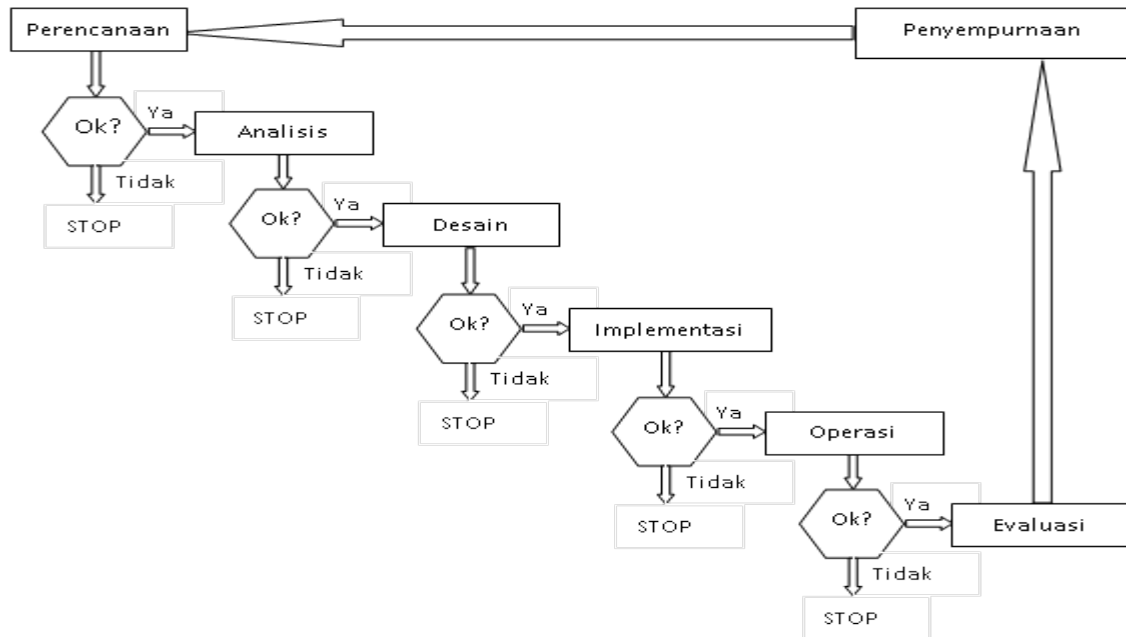 Perencanaan
Penyempurnaan
Ok?
Ya
Analisis
Tidak
STOP
Ok?
Ya
Desain
Tidak
STOP
Ok?
Ya
Implementasi
Tidak
STOP
Ok?
Ya
Operasi
Tidak
STOP
Ok?
Ya
Evaluasi
Tidak
STOP